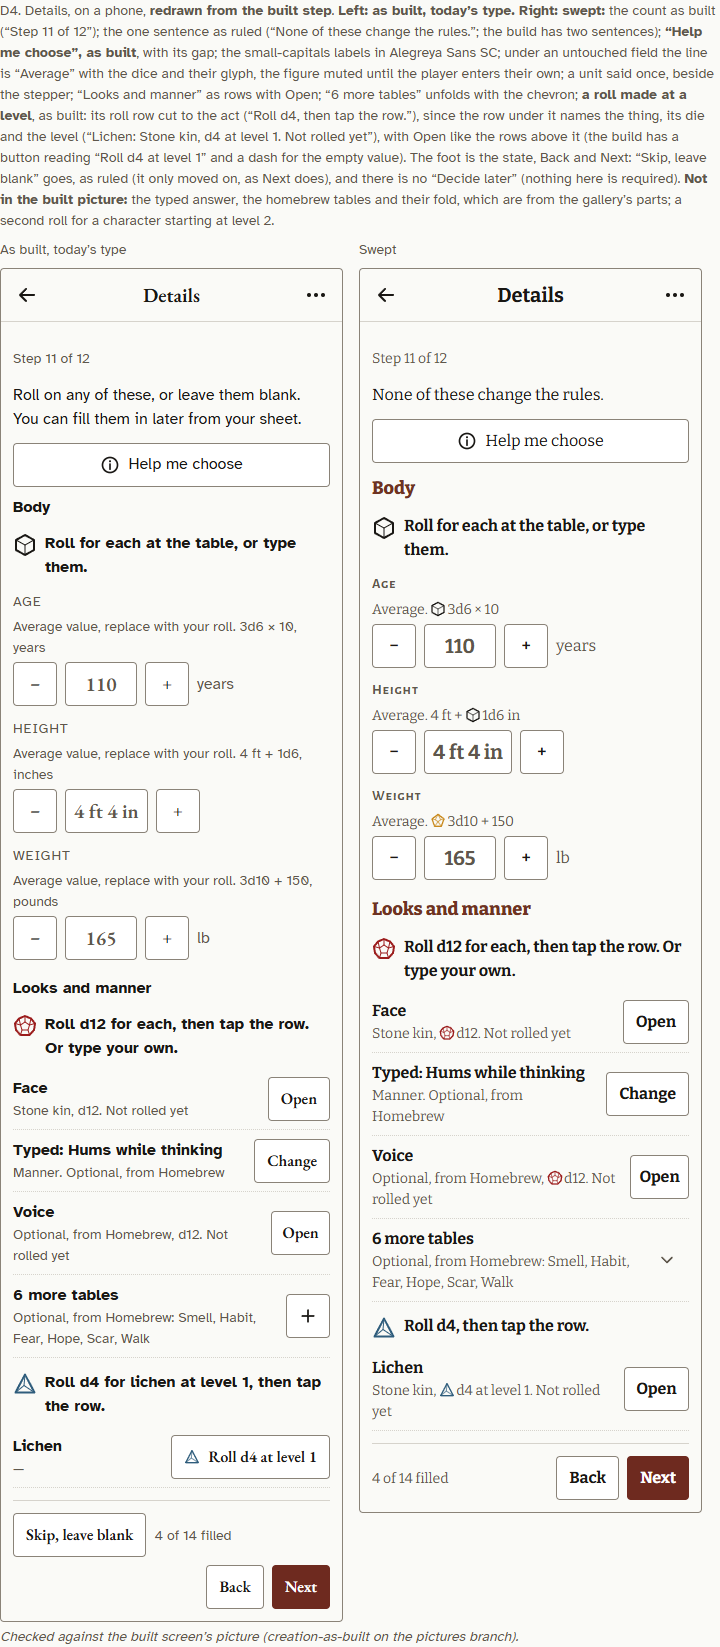 D4. Details, on a phone, redrawn from the built step. Left: as built, today's type. Right: swept: the count as built
("Step 11 of 12"); the one sentence as ruled ("None of these change the rules."; the build has two sentences); "Help
me choose", as built, with its gap; the small-capitals labels in Alegreya Sans SC; under an untouched field the line
is "Average" with the dice and their glyph, the figure muted until the player enters their own; a unit said once, beside
the stepper; "Looks and manner" as rows with Open; "6 more tables" unfolds with the chevron; a roll made at a
level, as built: its roll row cut to the act ("Roll d4, then tap the row."), since the row under it names the thing, its die
and the level ("Lichen: Stone kin, d4 at level 1. Not rolled yet"), with Open like the rows above it (the build has a
button reading "Roll d4 at level 1" and a dash for the empty value). The foot is the state, Back and Next: "Skip, leave
blank" goes, as ruled (it only moved on, as Next does), and there is no "Decide later" (nothing here is required). Not
in the built picture: the typed answer, the homebrew tables and their fold, which are from the gallery's parts; a
second roll for a character starting at level 2.
As built, today's type
Details
Step 11 of 12
Roll on any of these, or leave them blank.
You can fill them in later from your sheet.
Help me choose
Body
Roll for each at the table, or type
them.
AGE
Average value, replace with your roll. 3d6 × 10,
years
− 110 + years
HEIGHT
Average value, replace with your roll. 4 ft + 1d6,
inches
− 4 ft 4 in +
WEIGHT
Average value, replace with your roll. 3d10 + 150,
pounds
− 165 + lb
Looks and manner
Roll d12 for each, then tap the row.
Or type your own.
Face
Stone kin, d12. Not rolled yet
Open
Typed: Hums while thinking
Manner. Optional, from Homebrew
Change
Voice
Optional, from Homebrew, d12. Not
rolled yet
Open
6 more tables
Optional, from Homebrew: Smell, Habit,
Fear, Hope, Scar, Walk
+
Roll d4 for lichen at level 1, then tap
the row.
Lichen
—
Roll d4 at level 1
Skip, leave blank 4 of 14 filled
Back Next
Swept
Details
Step 11 of 12
None of these change the rules.
Help me choose
Body
Roll for each at the table, or type
them.
AGE
Average. 3d6 × 10
− 110 + years
HEIGHT
Average. 4 ft + 1d6 in
− 4 ft 4 in +
WEIGHT
Average. 3d10 + 150
− 165 + lb
Looks and manner
Roll d12 for each, then tap the row. Or
type your own.
Face
Stone kin, d12. Not rolled yet
Open
Typed: Hums while thinking
Manner. Optional, from
Homebrew
Change
Voice
Optional, from Homebrew, d12. Not
rolled yet
Open
6 more tables
Optional, from Homebrew: Smell, Habit,
Fear, Hope, Scar, Walk
Roll d4, then tap the row.
Lichen
Stone kin, d4 at level 1. Not rolled
yet
Open
4 of 14 filled Back Next
Checked against the built screen's picture (creation-as-built on the pictures branch).